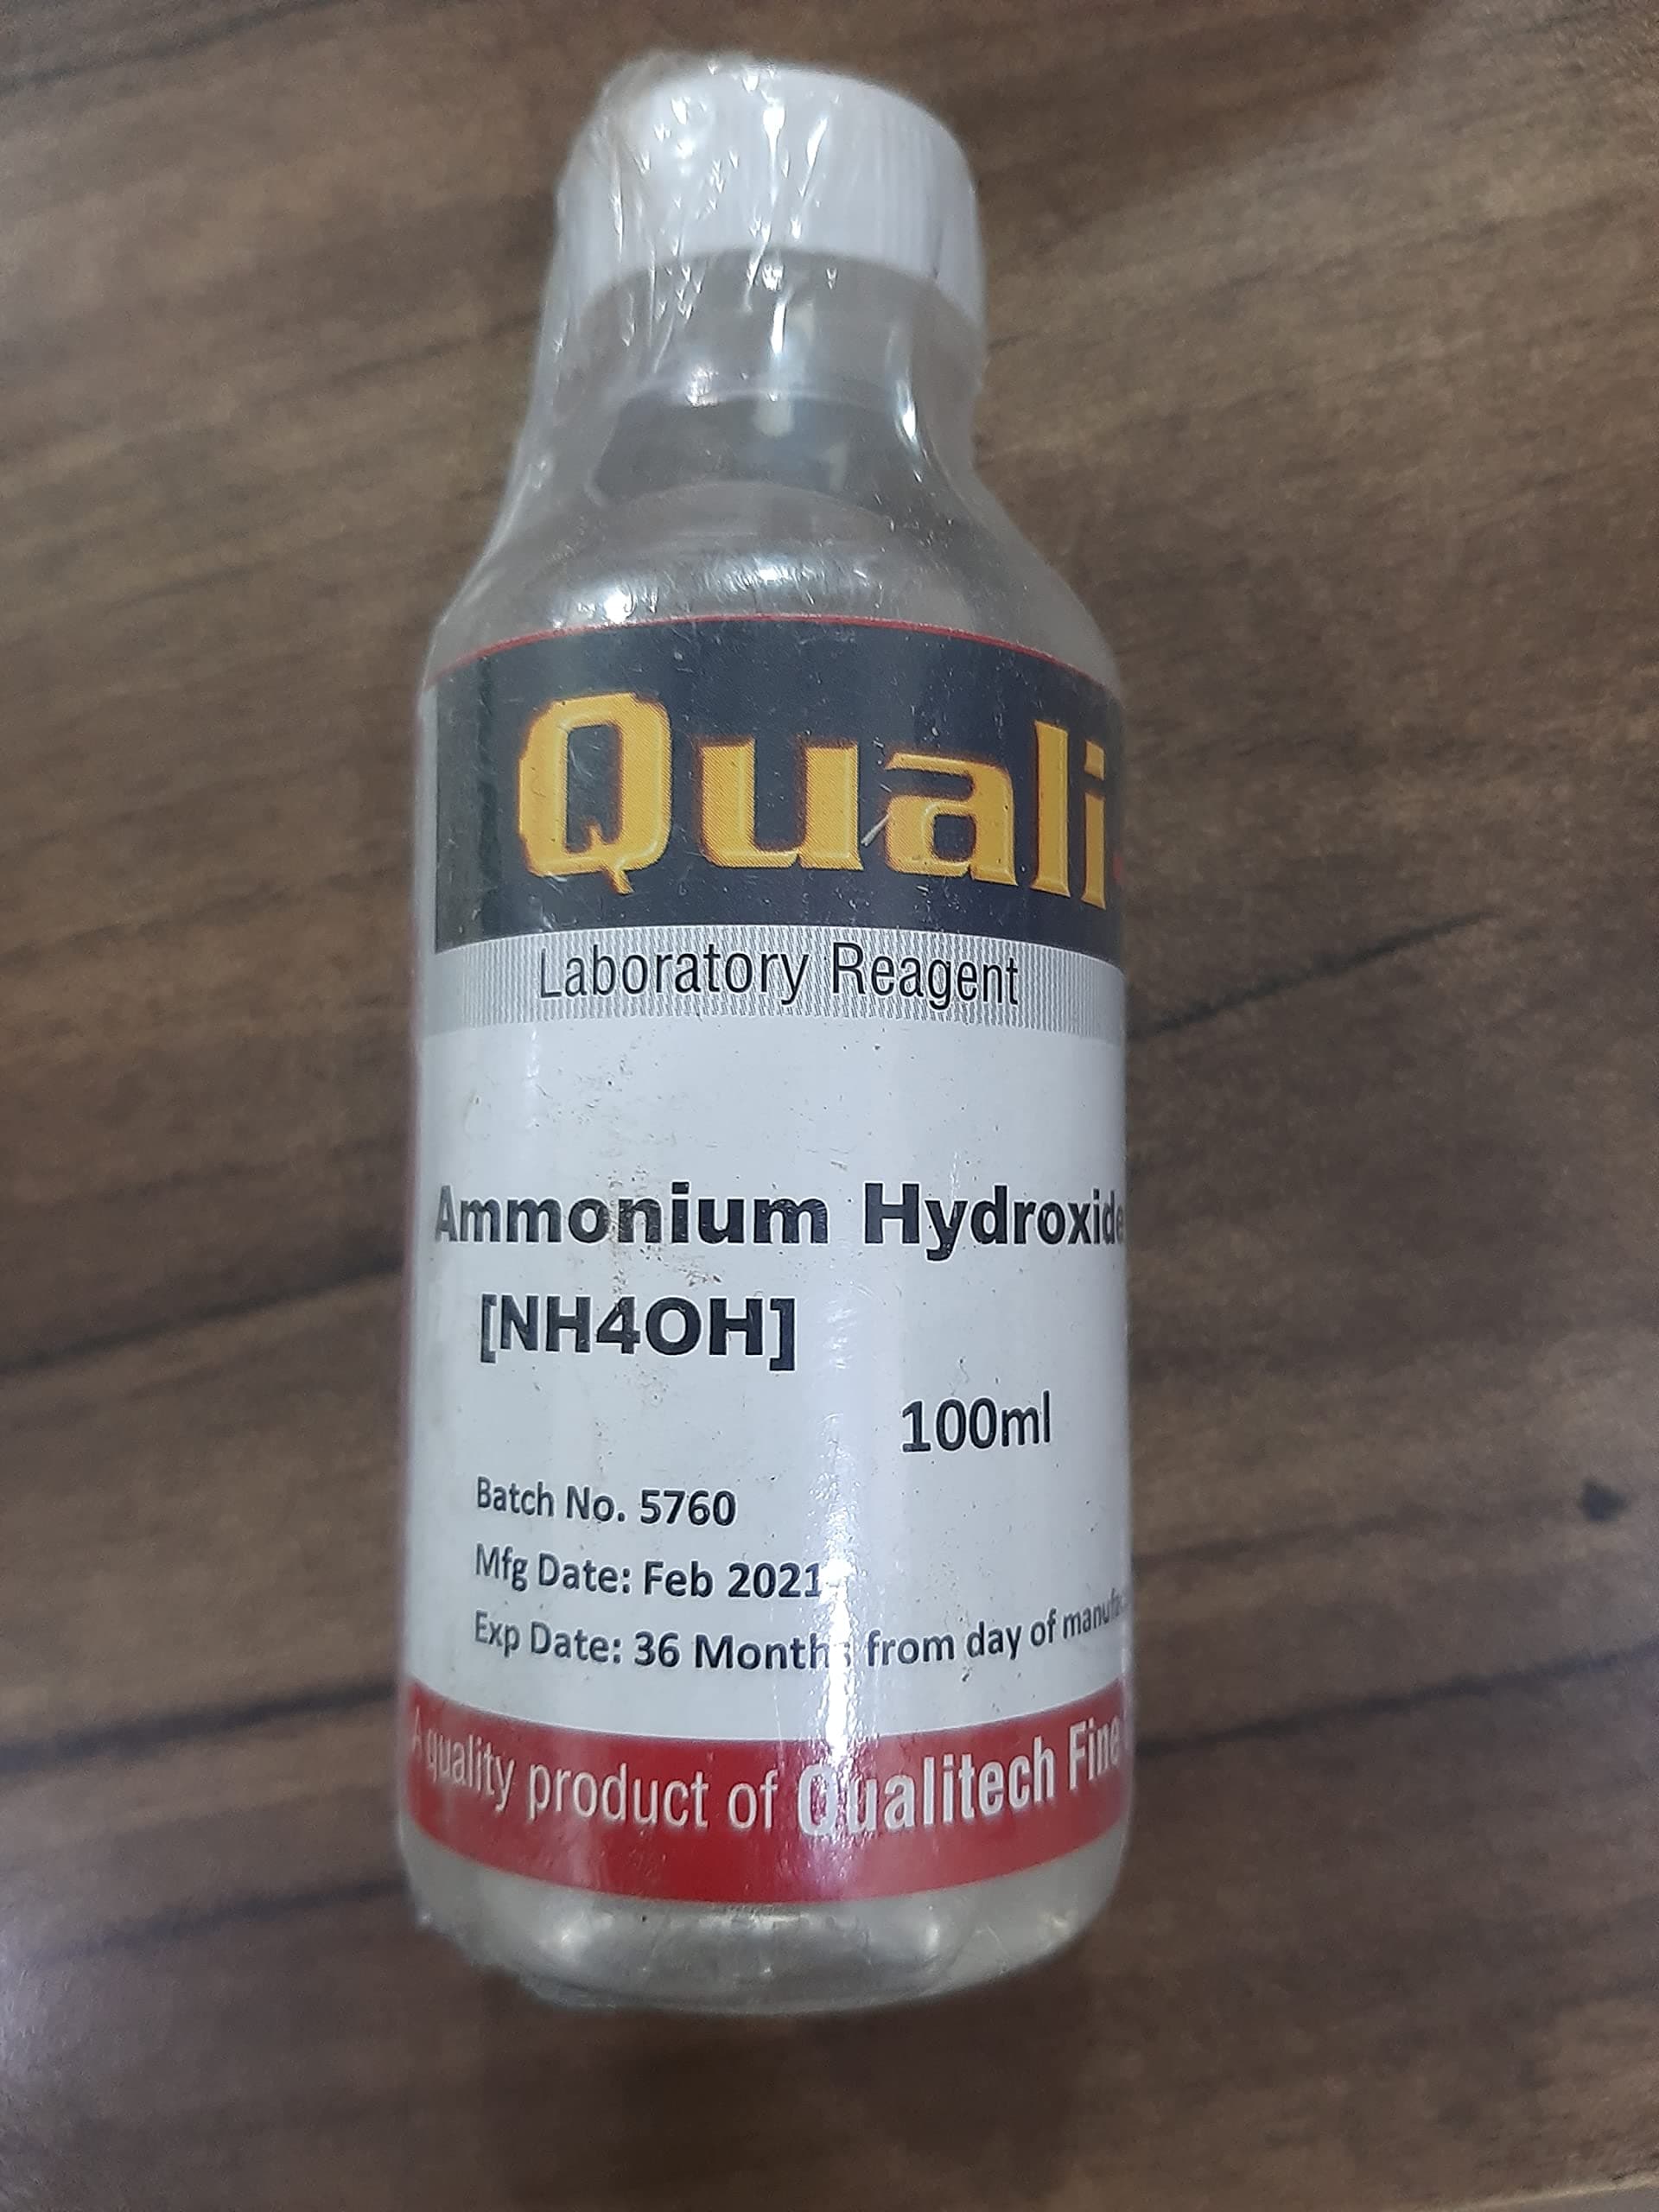 Quali
Laboratory Reagent
Ammonium Hydroxide
[NH4OH]
100ml
Batch No. 5760
Mfg Date: Feb 2021
Exp Date: 36 Months from day of
A quality product of Qualitech Fine